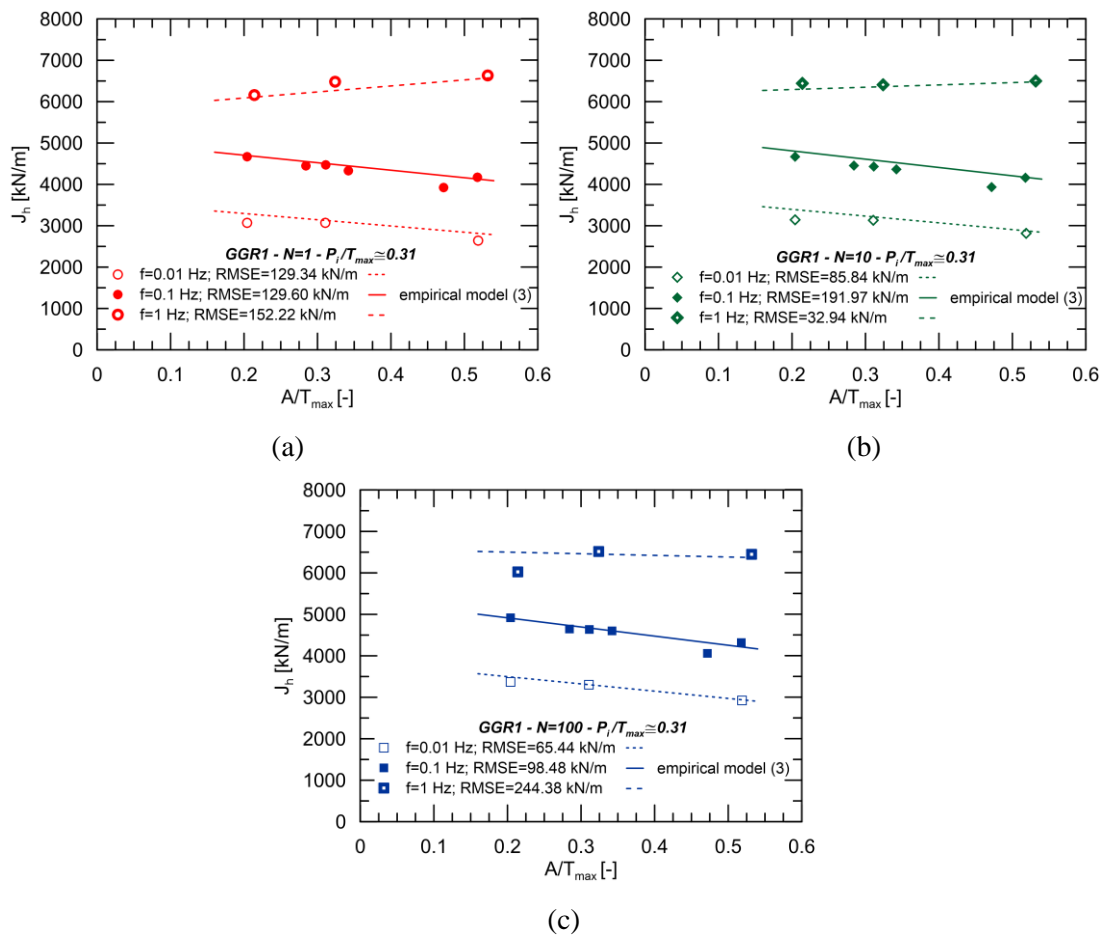 8000
7000
6000
5000
4000
3000
2000
1000
0
J_h [kN/m]
GGR1 - N=1 - P_i/T_max≅0.31
f=0.01 Hz; RMSE=129.34 kN/m
f=0.1 Hz; RMSE=129.60 kN/m empirical model (3)
f=1 Hz; RMSE=152.22 kN/m
0 0.1 0.2 0.3 0.4 0.5 0.6
A/T_max [-]
(a)
8000
7000
6000
5000
4000
3000
2000
1000
0
J_h [kN/m]
GGR1 - N=10 - P_i/T_max≅0.31
f=0.01 Hz; RMSE=85.84 kN/m
f=0.1 Hz; RMSE=191.97 kN/m empirical model (3)
f=1 Hz; RMSE=32.94 kN/m
0 0.1 0.2 0.3 0.4 0.5 0.6
A/T_max [-]
(b)
8000
7000
6000
5000
4000
3000
2000
1000
0
J_h [kN/m]
GGR1 - N=100 - P_i/T_max≅0.31
f=0.01 Hz; RMSE=65.44 kN/m
f=0.1 Hz; RMSE=98.48 kN/m empirical model (3)
f=1 Hz; RMSE=244.38 kN/m
0 0.1 0.2 0.3 0.4 0.5 0.6
A/T_max [-]
(c)